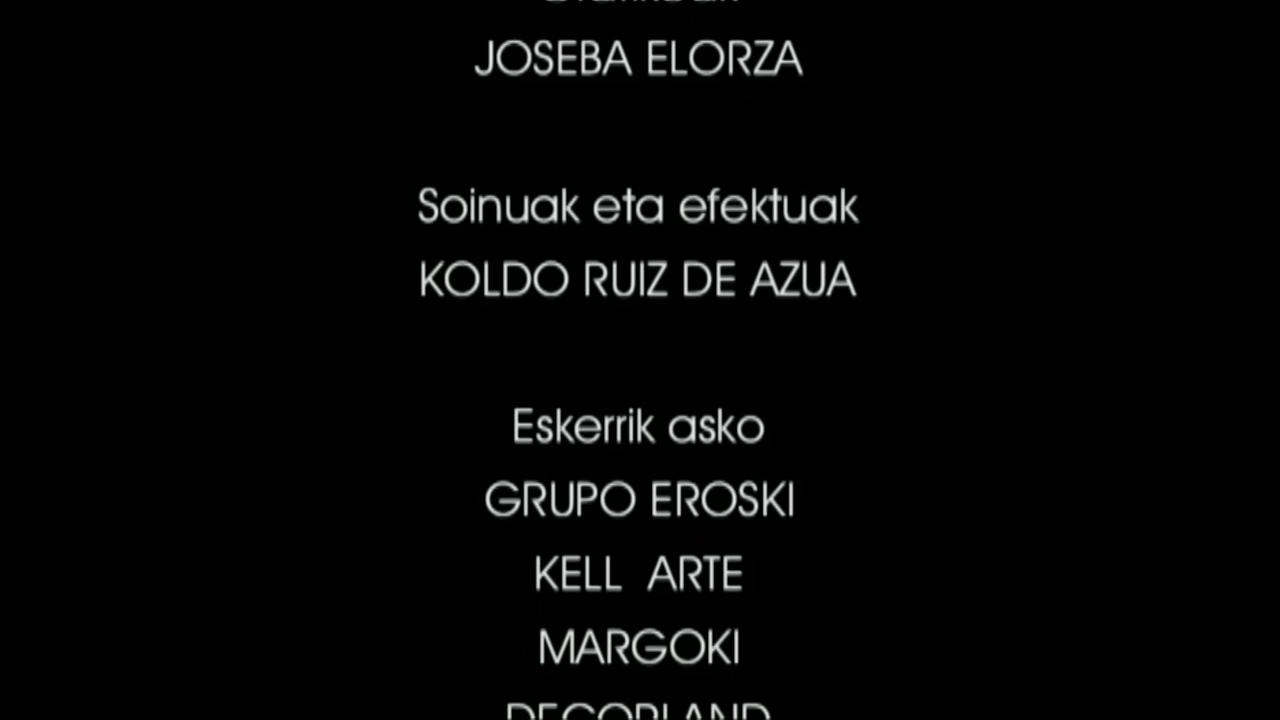 JOSEBA ELORZA
Soinuak eta efektuak
KOLDO RUIZ DE AZUA
Eskerrik asko
GRUPO EROSKI
KELL ARTE
MARGOKI